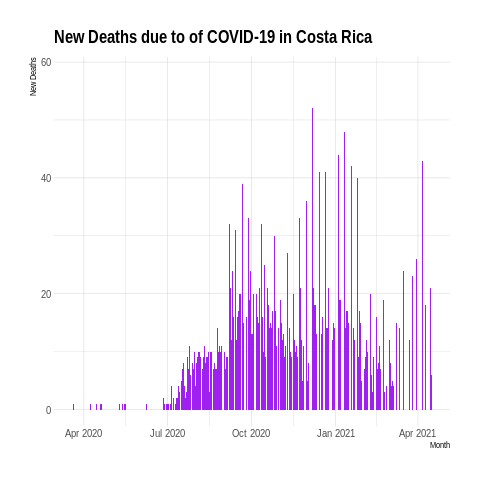 New Deaths due to of COVID-19 in Costa Rica
New Deaths
60
40
20
0
Apr 2020 Jul 2020 Oct 2020 Jan 2021 Apr 2021
Month